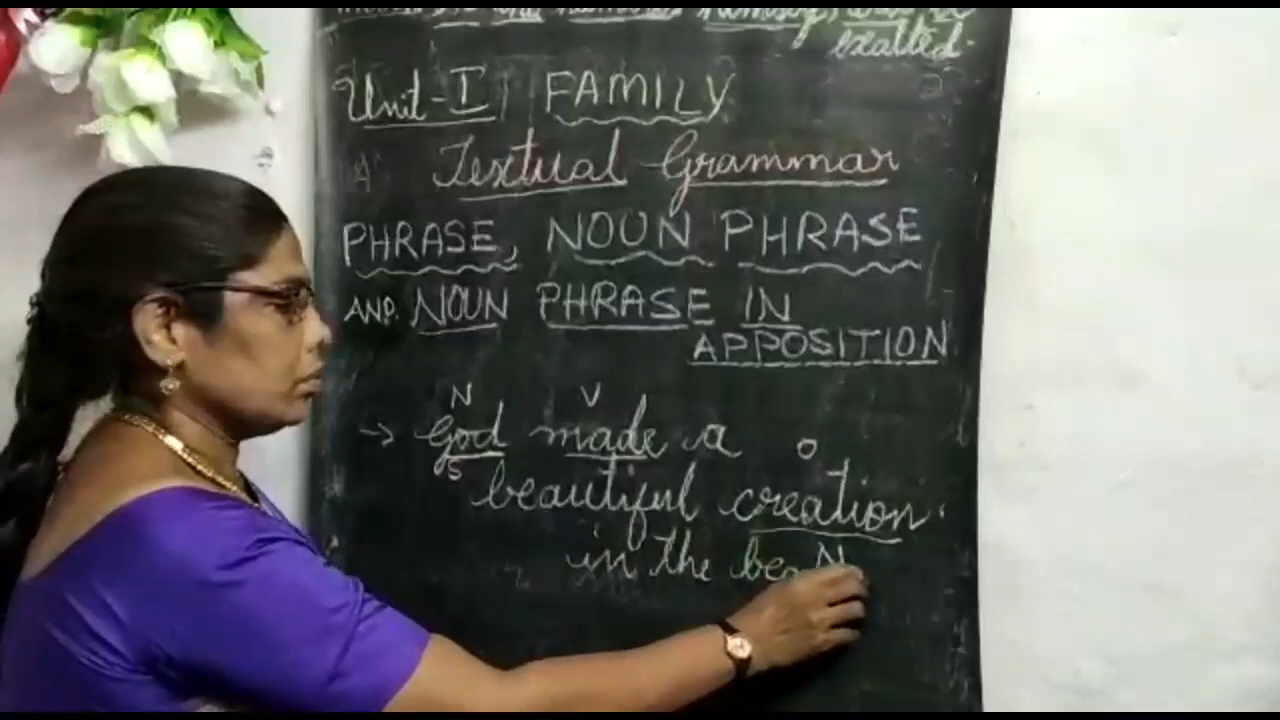 himself,
exalted.
Unit-I FAMILY
A Textual Grammar
PHRASE, NOUN PHRASE
AND. NOUN PHRASE IN
APPOSITION
N V
→ God made a O
S
beautiful creation.
in the N